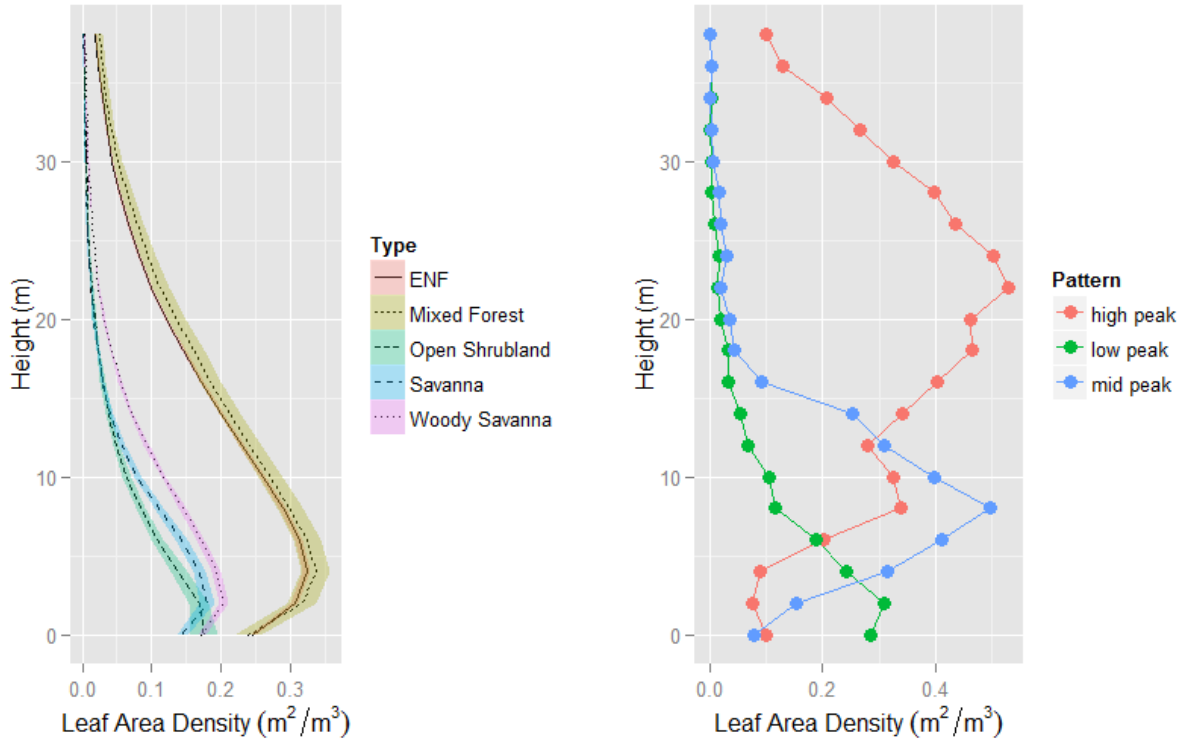 30
20
10
0
Height (m)
0.0 0.1 0.2 0.3
Leaf Area Density (m²/m³)
Type
ENF
Mixed Forest
Open Shrubland
Savanna
Woody Savanna
30
20
10
0
Height (m)
0.0 0.2 0.4
Leaf Area Density (m²/m³)
Pattern
high peak
low peak
mid peak